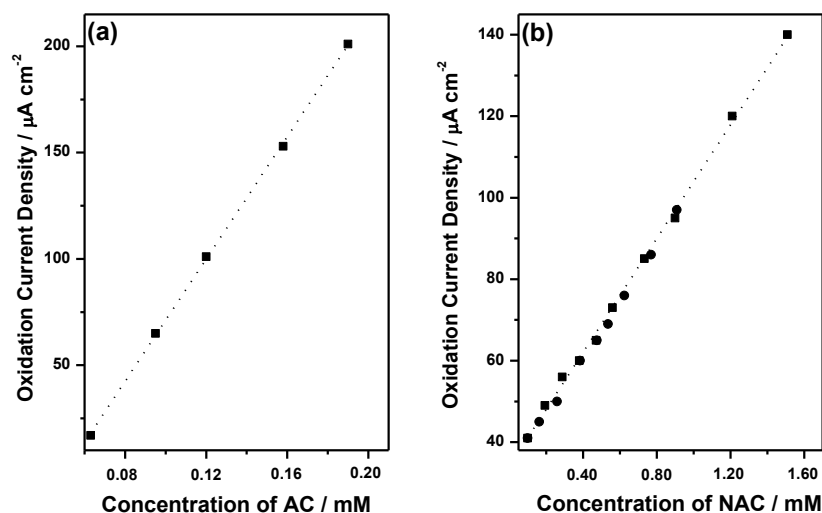 (a)
200
150
100
50
0.08 0.12 0.16 0.20
Oxidation Current Density / μA cm⁻²
Concentration of AC / mM
(b)
140
120
100
80
60
40
0.40 0.80 1.20 1.60
Oxidation Current Density / μA cm⁻²
Concentration of NAC / mM